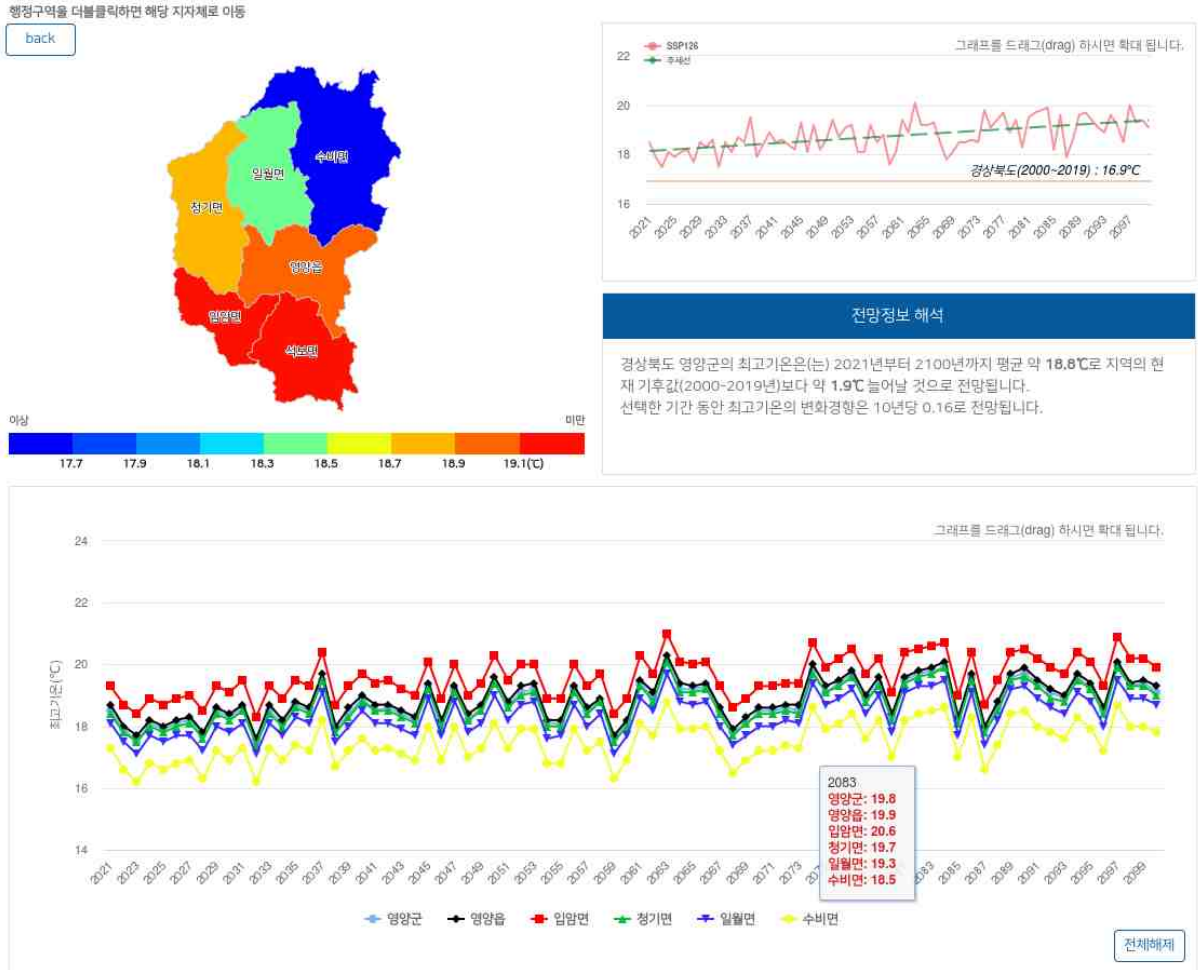 행정구역을 더블클릭하면 해당 지자체로 이동
back
수비면
일월면
청기면
영양읍
입암면
석보면
이상
미만
17.7 17.9 18.1 18.3 18.5 18.7 18.9 19.1(℃)
SSP126
추세선
그래프를 드래그(drag) 하시면 확대 됩니다.
22
20
18
16
경상북도(2000~2019) : 16.9℃
2021 2025 2029 2033 2037 2041 2045 2049 2053 2057 2061 2065 2069 2073 2077 2081 2085 2089 2093 2097
전망정보 해석
경상북도 영양군의 최고기온은(는) 2021년부터 2100년까지 평균 약 18.8℃로 지역의 현
재 기후값(2000~2019년)보다 약 1.9℃ 늘어날 것으로 전망됩니다.
선택한 기간 동안 최고기온의 변화경향은 10년당 0.16로 전망됩니다.
그래프를 드래그(drag) 하시면 확대 됩니다.
최고기온(℃)
24
22
20
18
16
14
2083
영양군: 19.8
영양읍: 19.9
입암면: 20.6
청기면: 19.7
일월면: 19.3
수비면: 18.5
2021 2023 2025 2027 2029 2031 2033 2035 2037 2039 2041 2043 2045 2047 2049 2051 2053 2055 2057 2059 2061 2063 2065 2067 2069 2071 2073 2085 2087 2089 2091 2093 2095 2097 2099
영양군 영양읍 입암면 청기면 일월면 수비면
전체해제